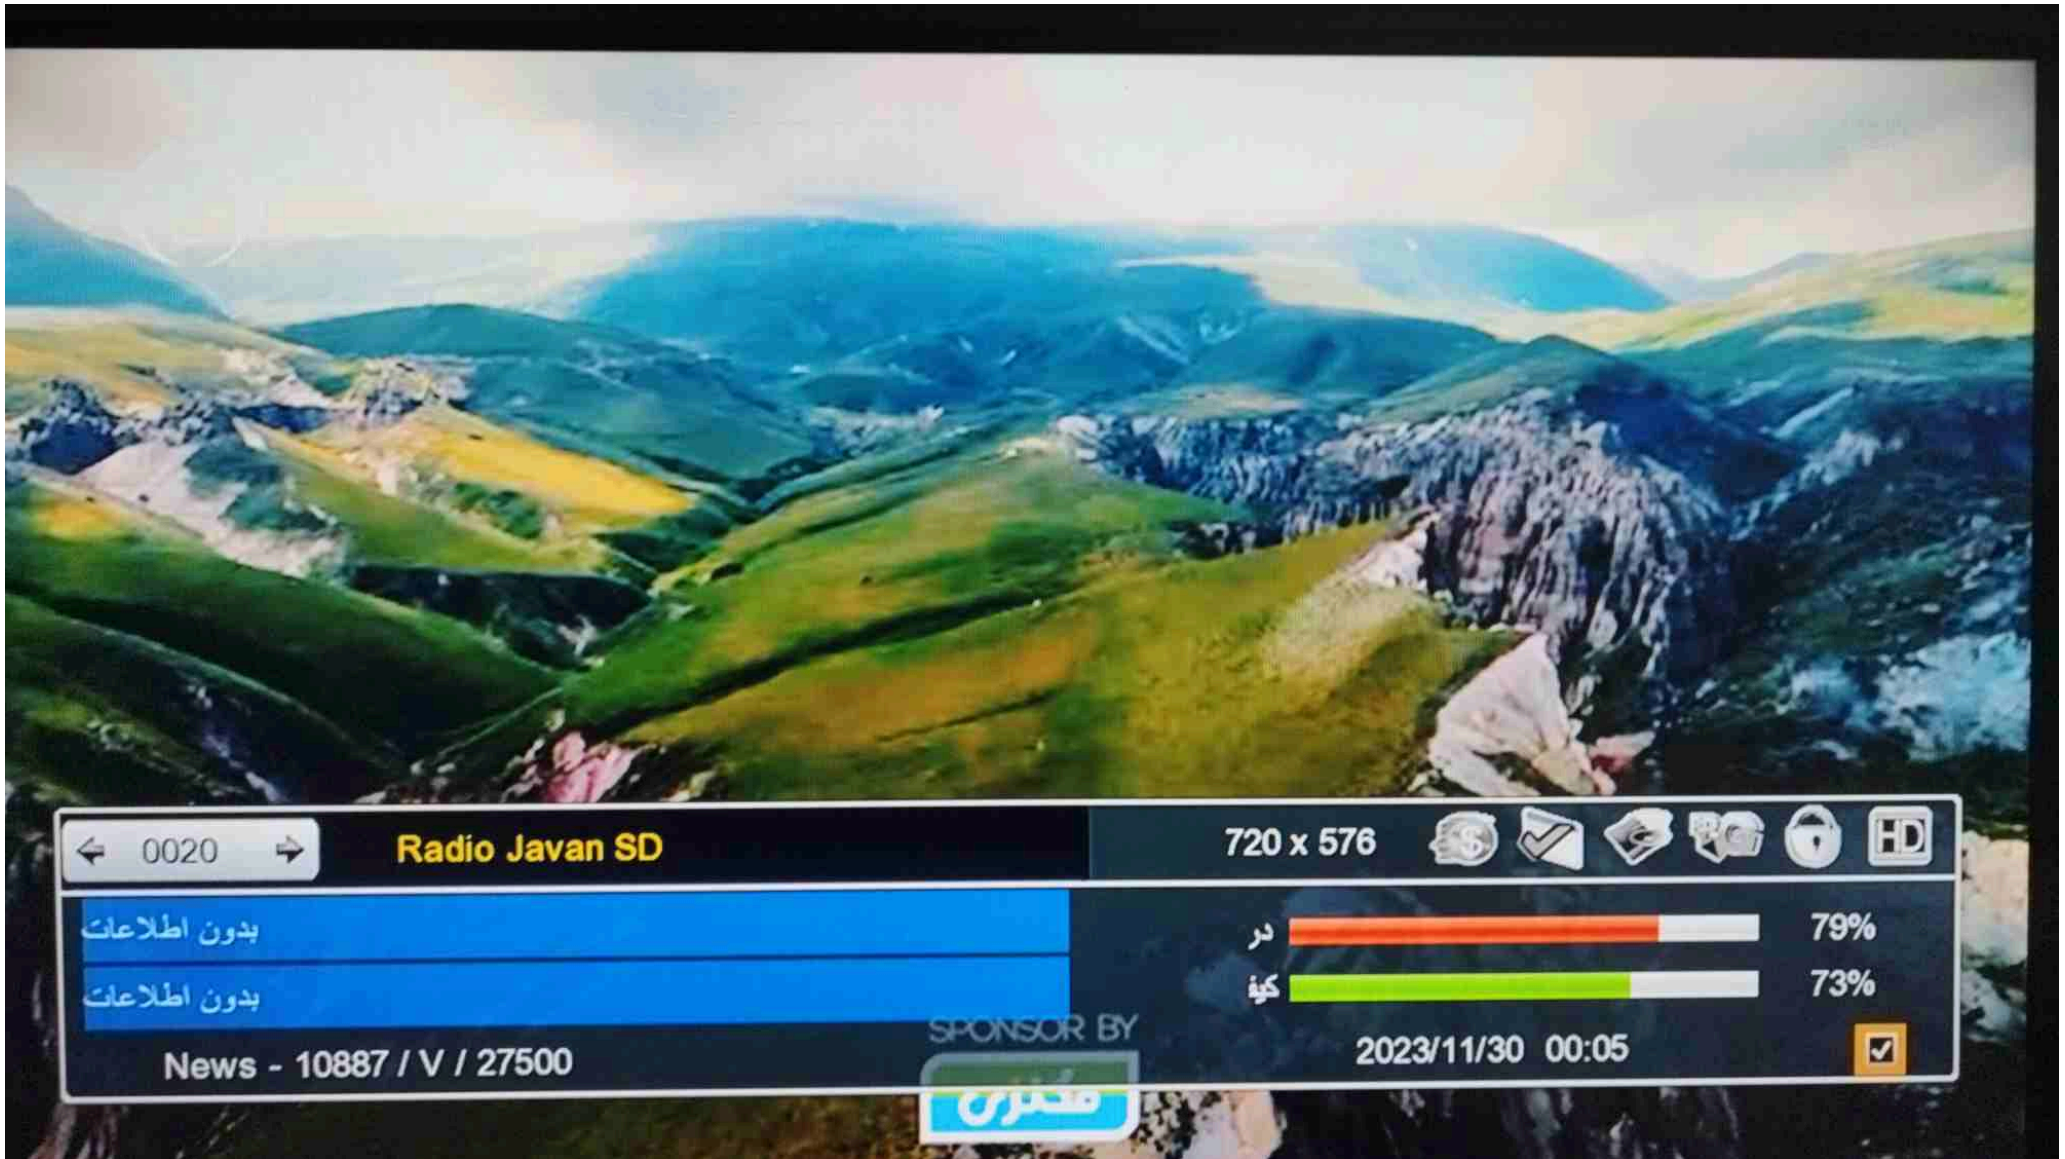 0020 Radio Javan SD 720 x 576 HD
بدون اطلاعات
در 79%
بدون اطلاعات
کیف 73%
SPONSOR BY
News - 10887 / V / 27500 2023/11/30 00:05